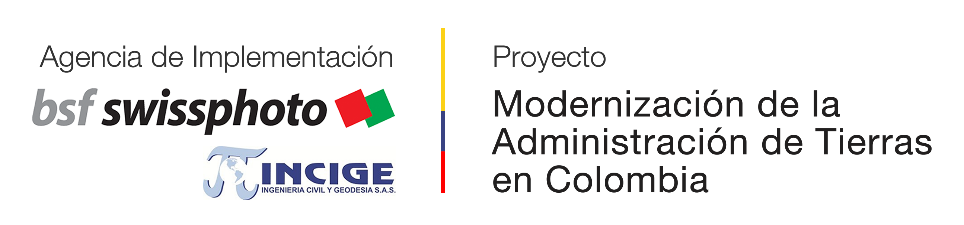 Agencia de Implementación
bsf swissphoto
INCIGE
INGENIERIA CIVIL Y GEODESIA S.A.S.
Proyecto
Modernización de la
Administración de Tierras
en Colombia